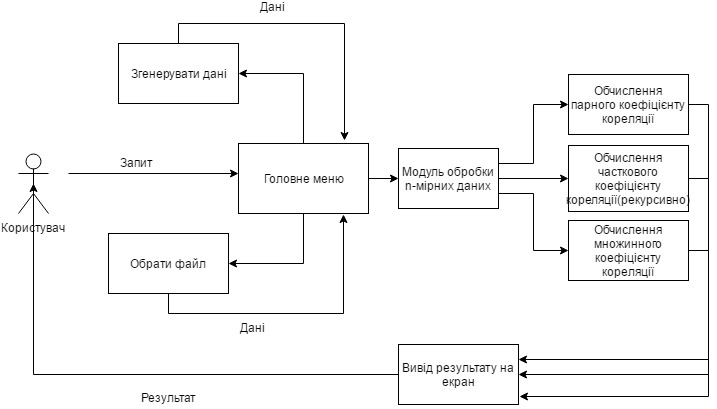 Дані
Згенерувати дані
Обчислення
парного коефіцієнту
кореляції
Запит
Головне меню
Модуль обробки
n-мірних даних
Обчислення
часткового
коефіцієнту
кореляції(рекурсивно)
Користувач
Обрати файл
Обчислення
множинного
коефіцієнту
кореляції
Дані
Вивід результату на
екран
Результат